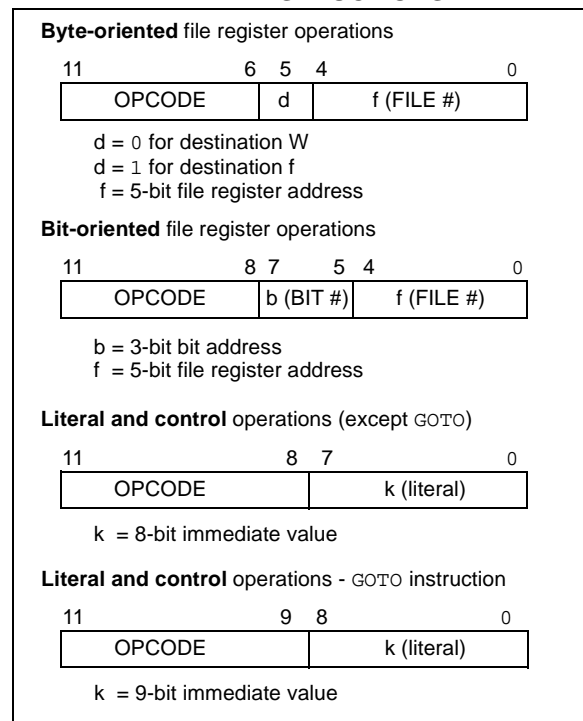 Byte-oriented file register operations
11 6 5 4 0
OPCODE d f (FILE #)
d = 0 for destination W
d = 1 for destination f
f = 5-bit file register address
Bit-oriented file register operations
11 8 7 5 4 0
OPCODE b (BIT #) f (FILE #)
b = 3-bit bit address
f = 5-bit file register address
Literal and control operations (except GOTO)
11 8 7 0
OPCODE k (literal)
k = 8-bit immediate value
Literal and control operations - GOTO instruction
11 9 8 0
OPCODE k (literal)
k = 9-bit immediate value